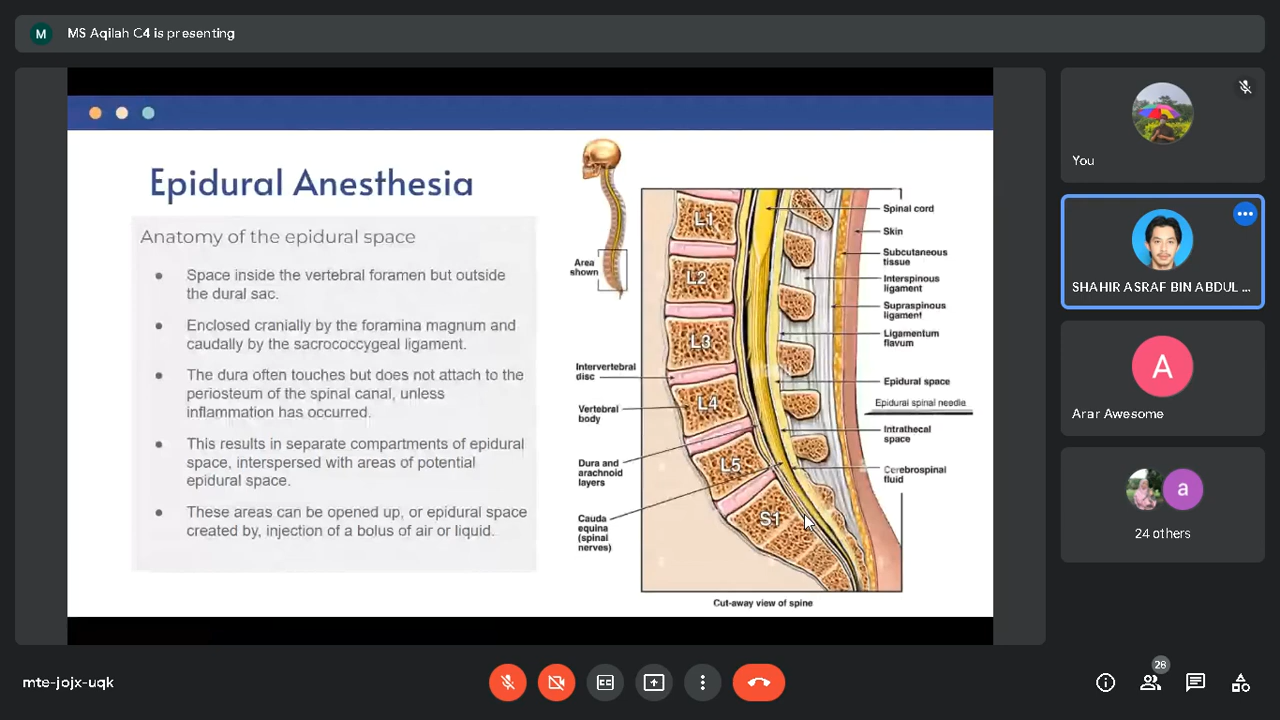 M
MS Aqilah C4 is presenting
Epidural Anesthesia
Anatomy of the epidural space
● Space inside the vertebral foramen but outside
the dural sac.
● Enclosed cranially by the foramina magnum and
caudally by the sacrococcygeal ligament.
● The dura often touches but does not attach to the
periosteum of the spinal canal, unless
inflammation has occurred.
● This results in separate compartments of epidural
space, interspersed with areas of potential
epidural space.
● These areas can be opened up, or epidural space
created by, injection of a bolus of air or liquid.
Area
shown
Intervertebral
disc
Vertebral
body
Dura and
arachnoid
layers
Cauda
equina
(spinal
nerves)
L1
L2
L3
L4
L5
S1
Spinal cord
Skin
Subcutaneous
tissue
Interspinous
ligament
Supraspinous
ligament
Ligamentum
flavum
Epidural space
Epidural spinal needle
Intrathecal
space
Cerebrospinal
fluid
Cut-away view of spine
You
SHAHIR ASRAF BIN ABDUL ...
A
Arar Awesome
a
24 others
mte-jojx-uqk
CC
26